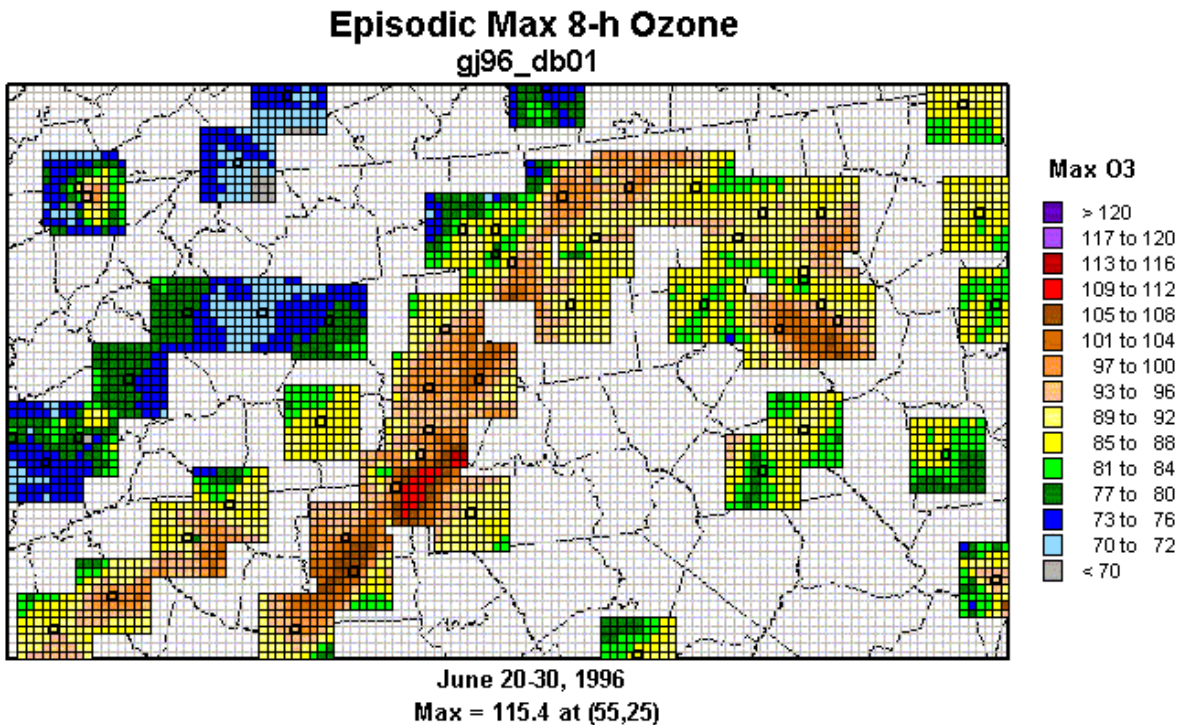 Episodic Max 8-h Ozone
gj96_db01
Max O3
> 120
117 to 120
113 to 116
109 to 112
105 to 108
101 to 104
97 to 100
93 to 96
89 to 92
85 to 88
81 to 84
77 to 80
73 to 76
70 to 72
< 70
June 20-30, 1996
Max = 115.4 at (55,25)